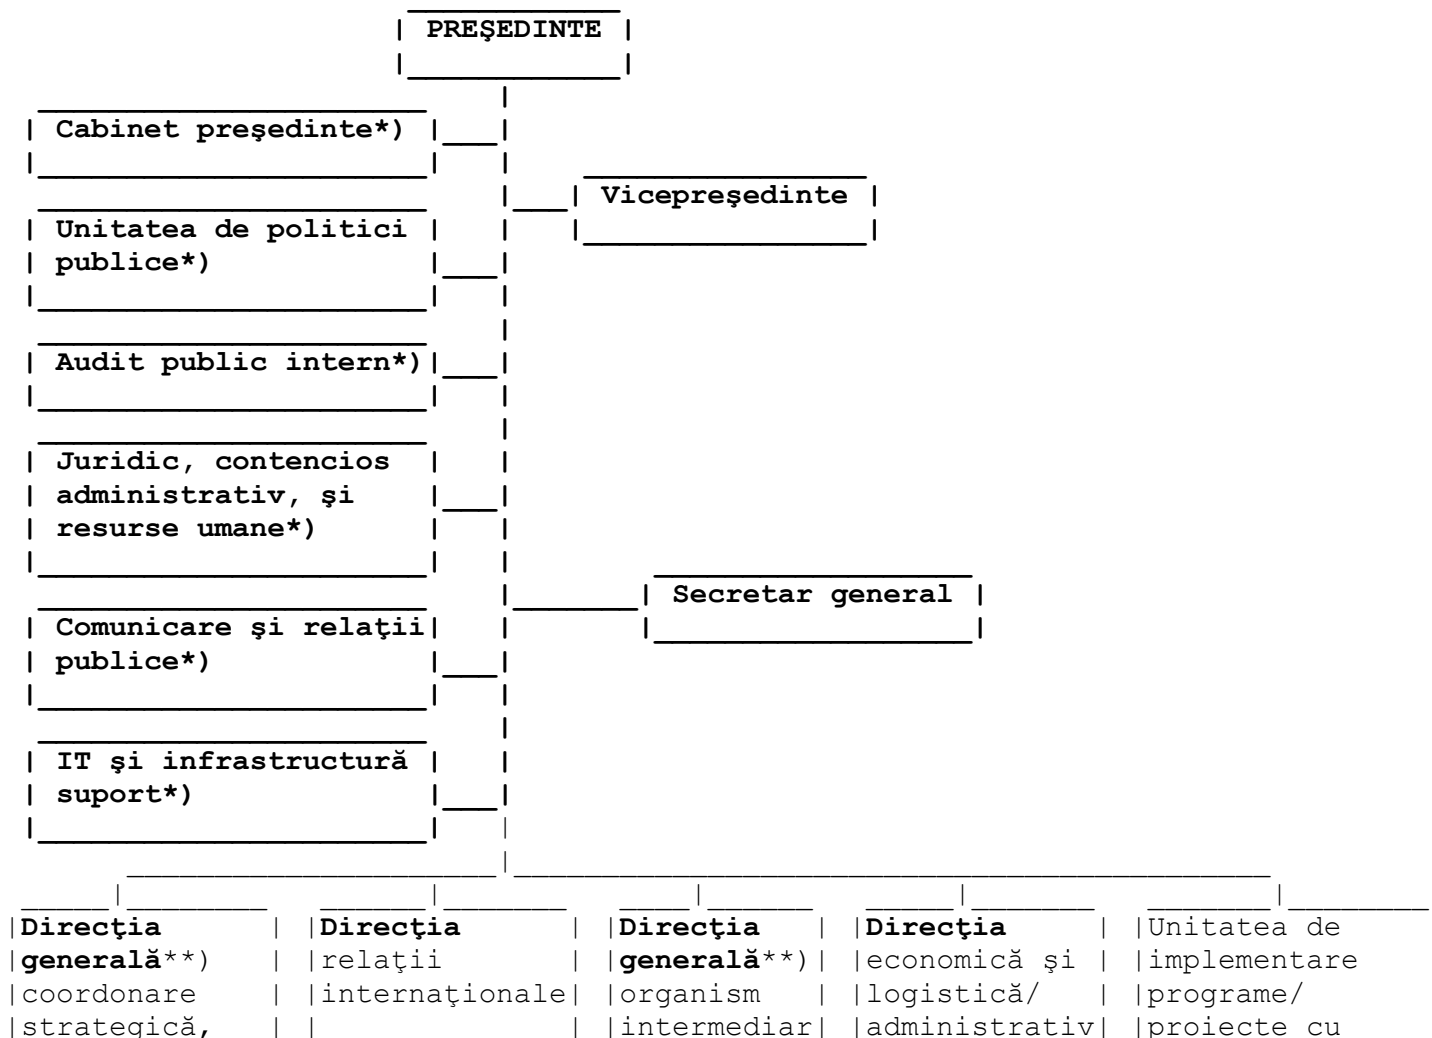 PREŞEDINTE
Cabinet preşedinte*)
Vicepreşedinte
Unitatea de politici
publice*)
Audit public intern*)
Juridic, contencios
administrativ, şi
resurse umane*)
Secretar general
Comunicare şi relaţii
publice*)
IT şi infrastructură
suport*)
Direcţia
generală**)
coordonare
strategică,
Direcţia
relaţii
internaţionale
Direcţia
generală**)
organism
intermediar
Direcţia
economică şi
logistică/
administrativ
Unitatea de
implementare
programe/
proiecte cu